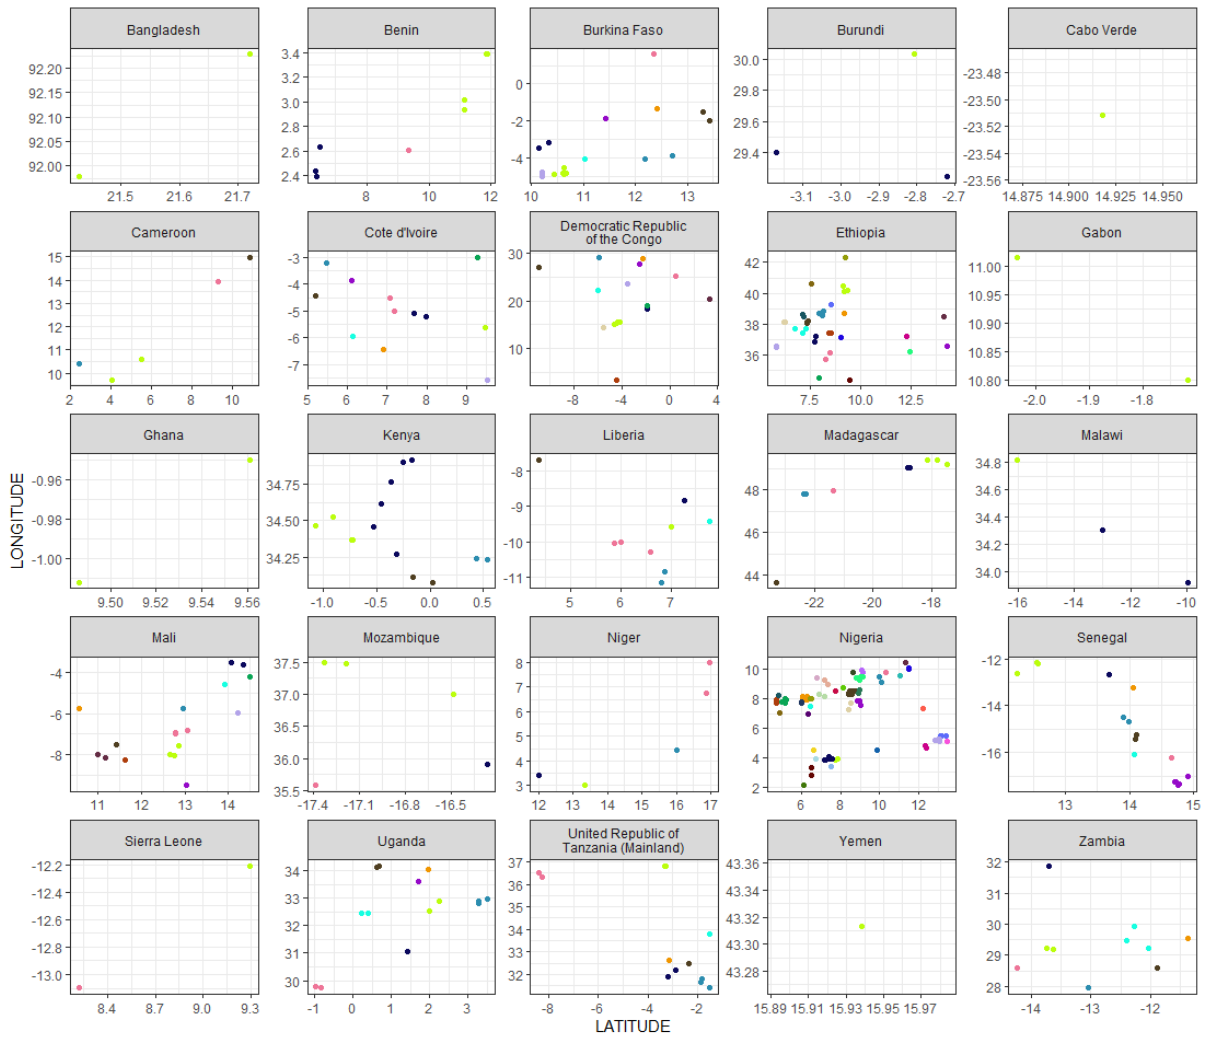 Bangladesh
Benin
Burkina Faso
Burundi
Cabo Verde
92.20
92.15
92.10
92.05
92.00
21.5 21.6 21.7
3.4
3.2
3.0
2.8
2.6
2.4
8 10 12
0
-2
-4
10 11 12 13
30.0
29.8
29.6
29.4
-3.1 -3.0 -2.9 -2.8 -2.7
-23.48
-23.50
-23.52
-23.54
-23.56
14.875 14.900 14.925 14.950
Cameroon
Cote d'Ivoire
Democratic Republic
of the Congo
Ethiopia
Gabon
15
14
13
12
11
10
2 4 6 8 10
-3
-4
-5
-6
-7
5 6 7 8 9
30
20
10
-8 -4 0 4
42
40
38
36
7.5 10.0 12.5
11.00
10.95
10.90
10.85
10.80
-2.0 -1.9 -1.8
Ghana
Kenya
Liberia
Madagascar
Malawi
-0.96
-0.98
-1.00
9.50 9.52 9.54 9.56
34.75
34.50
34.25
-1.0 -0.5 0.0 0.5
-8
-9
-10
-11
5 6 7
48
46
44
-22 -20 -18
34.8
34.6
34.4
34.2
34.0
-16 -14 -12 -10
LONGITUDE
Mali
Mozambique
Niger
Nigeria
Senegal
-4
-6
-8
11 12 13 14
37.5
37.0
36.5
36.0
35.5
-17.4 -17.1 -16.8 -16.5
8
7
6
5
4
3
12 13 14 15 16 17
10
8
6
4
2
6 8 10 12
-12
-14
-16
13 14 15
Sierra Leone
Uganda
United Republic of
Tanzania (Mainland)
Yemen
Zambia
-12.2
-12.4
-12.6
-12.8
-13.0
8.4 8.7 9.0 9.3
34
33
32
31
30
-1 0 1 2 3
37
36
35
34
33
32
-8 -6 -4 -2
43.36
43.34
43.32
43.30
43.28
15.89 15.91 15.93 15.95 15.97
32
31
30
29
28
-14 -13 -12
LATITUDE